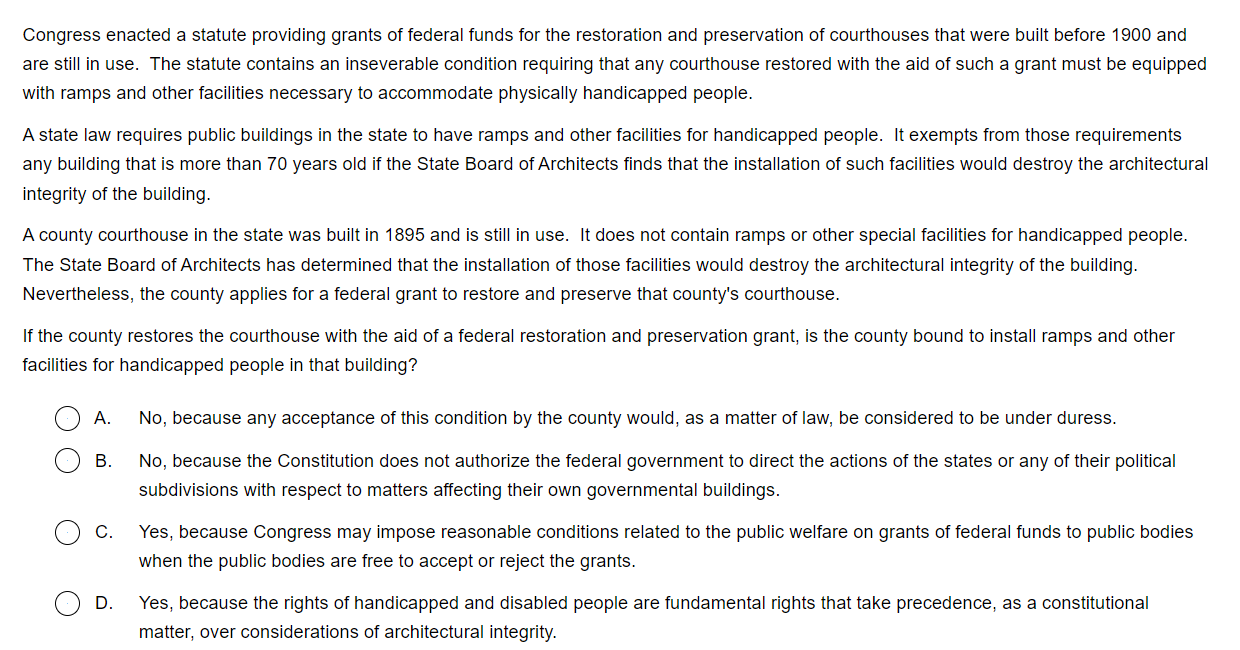 Congress enacted a statute providing grants of federal funds for the restoration and preservation of courthouses that were built before 1900 and
are still in use.  The statute contains an inseverable condition requiring that any courthouse restored with the aid of such a grant must be equipped
with ramps and other facilities necessary to accommodate physically handicapped people.
A state law requires public buildings in the state to have ramps and other facilities for handicapped people.  It exempts from those requirements
any building that is more than 70 years old if the State Board of Architects finds that the installation of such facilities would destroy the architectural
integrity of the building.
A county courthouse in the state was built in 1895 and is still in use.  It does not contain ramps or other special facilities for handicapped people.
The State Board of Architects has determined that the installation of those facilities would destroy the architectural integrity of the building.
Nevertheless, the county applies for a federal grant to restore and preserve that county's courthouse.
If the county restores the courthouse with the aid of a federal restoration and preservation grant, is the county bound to install ramps and other
facilities for handicapped people in that building?
A. No, because any acceptance of this condition by the county would, as a matter of law, be considered to be under duress.
B. No, because the Constitution does not authorize the federal government to direct the actions of the states or any of their political
subdivisions with respect to matters affecting their own governmental buildings.
C. Yes, because Congress may impose reasonable conditions related to the public welfare on grants of federal funds to public bodies
when the public bodies are free to accept or reject the grants.
D. Yes, because the rights of handicapped and disabled people are fundamental rights that take precedence, as a constitutional
matter, over considerations of architectural integrity.